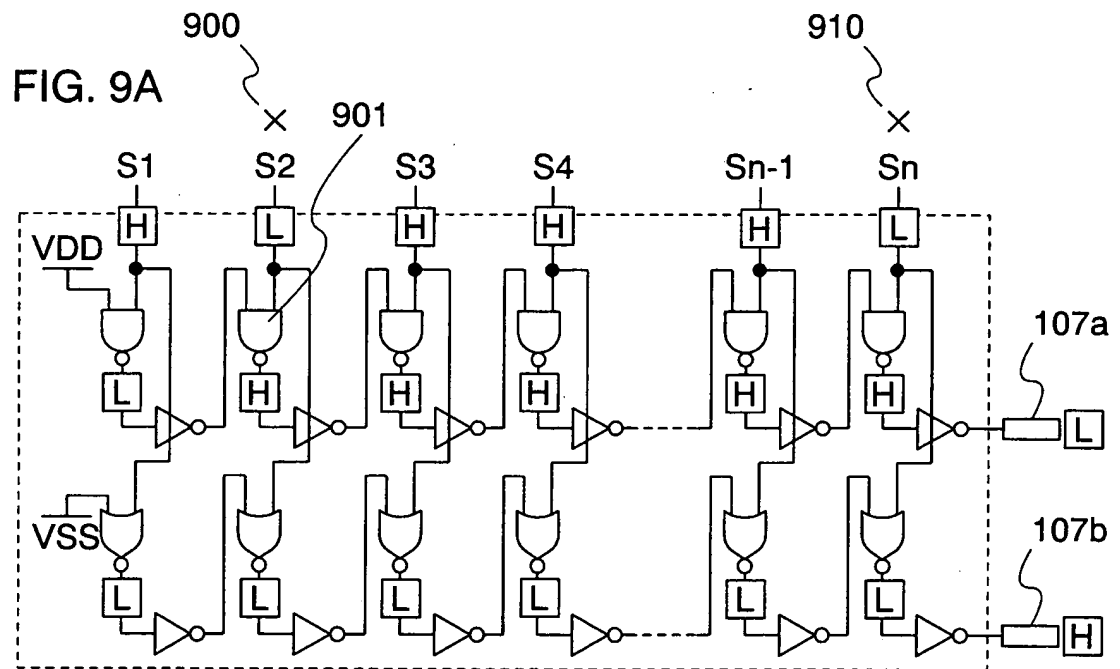 900 910
FIG. 9A
901
S1 S2 S3 S4 Sn-1 Sn
H L H H H L
VDD
107a
L H H H H H
L
VSS
107b
L L L L L L
H